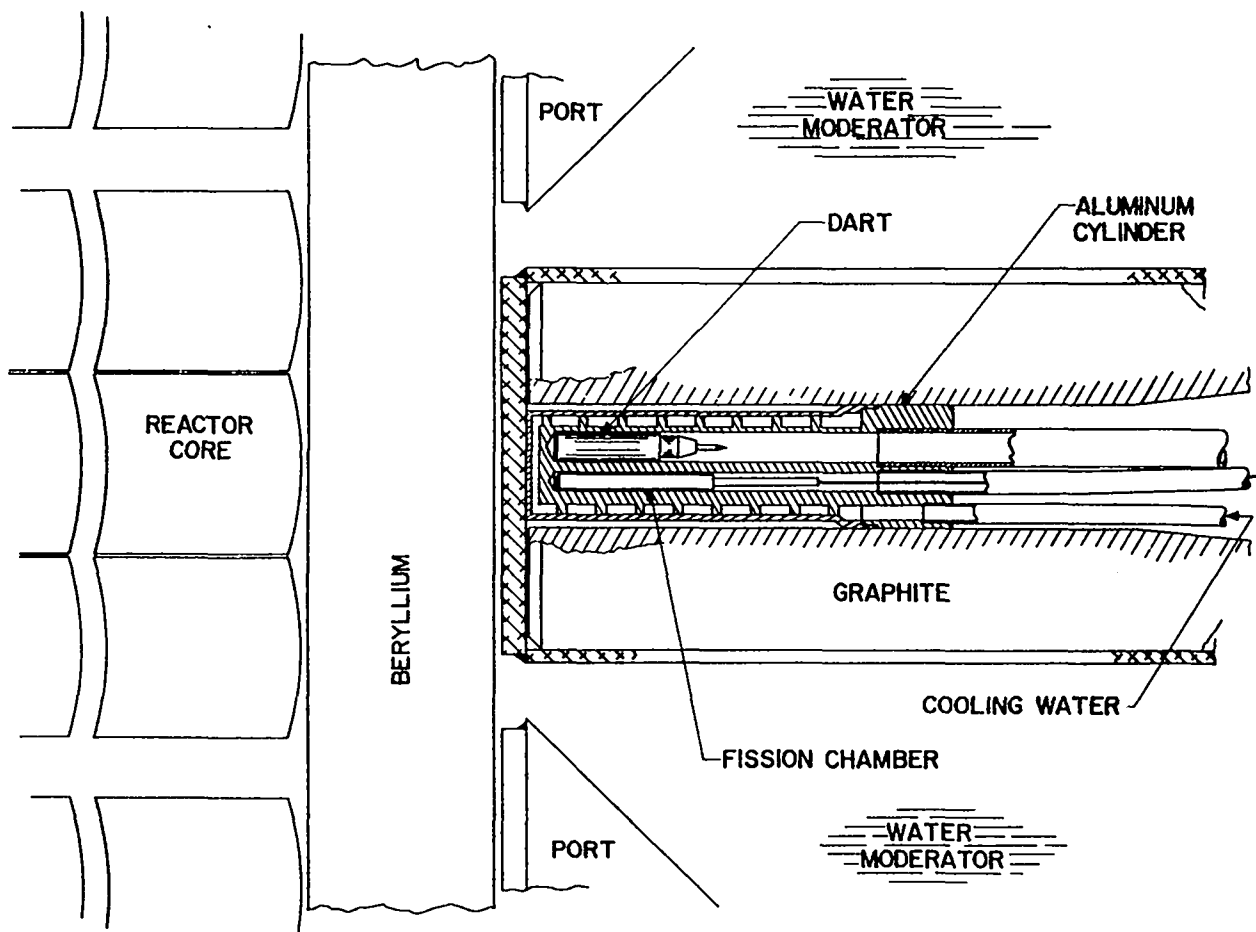 PORT
WATER
MODERATOR
DART
ALUMINUM
CYLINDER
REACTOR
CORE
BERYLLIUM
GRAPHITE
COOLING WATER
FISSION CHAMBER
PORT
WATER
MODERATOR